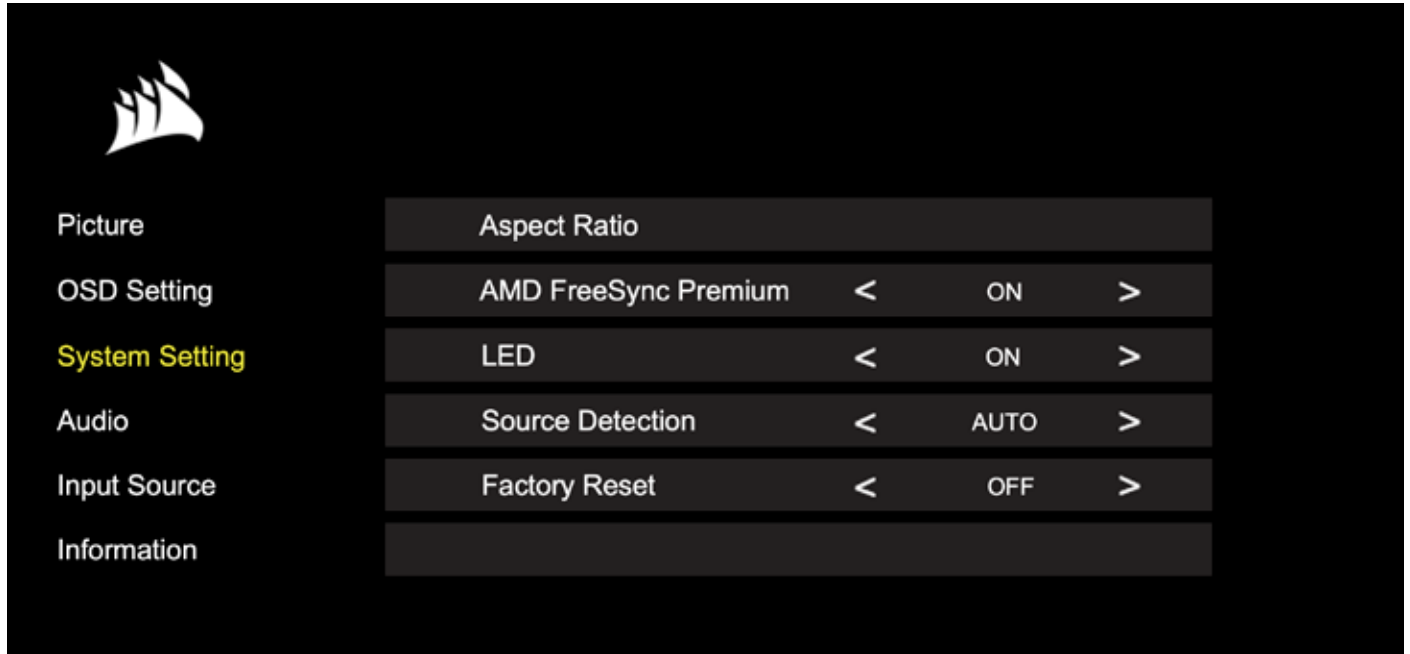 Picture Aspect Ratio
OSD Setting AMD FreeSync Premium < ON >
System Setting LED < ON >
Audio Source Detection < AUTO >
Input Source Factory Reset < OFF >
Information